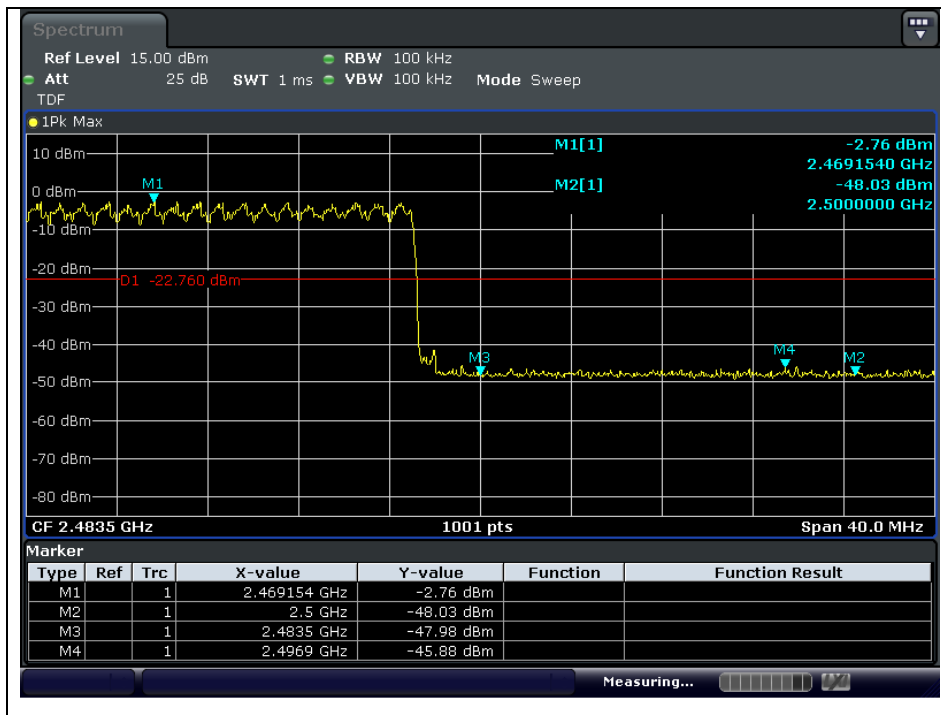 Spectrum
Ref Level 15.00 dBm RBW 100 kHz
Att 25 dB SWT 1 ms VBW 100 kHz Mode Sweep
TDF
1Pk Max
M1[1] -2.76 dBm
2.4691540 GHz
M2[1] -48.03 dBm
2.5000000 GHz
10 dBm
M1
0 dBm
-10 dBm
-20 dBm
D1 -22.760 dBm
-30 dBm
-40 dBm
M3
M4
M2
-50 dBm
-60 dBm
-70 dBm
-80 dBm
CF 2.4835 GHz 1001 pts Span 40.0 MHz
Marker
Type Ref Trc X-value Y-value Function Function Result
M1 1 2.469154 GHz -2.76 dBm
M2 1 2.5 GHz -48.03 dBm
M3 1 2.4835 GHz -47.98 dBm
M4 1 2.4969 GHz -45.88 dBm
Measuring...